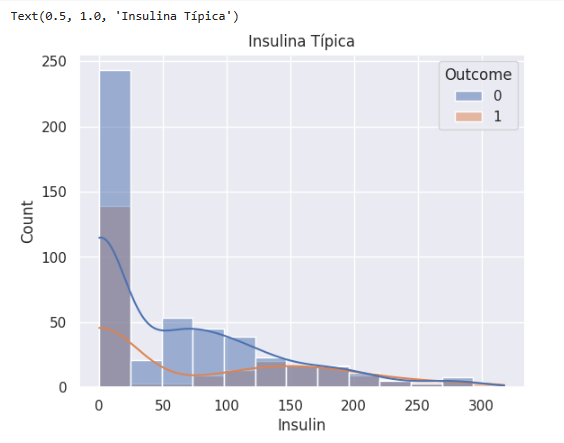 Text(0.5, 1.0, 'Insulina Típica')
Insulina Típica
Outcome
0
1
Count
250
200
150
100
50
0
0 50 100 150 200 250 300
Insulin